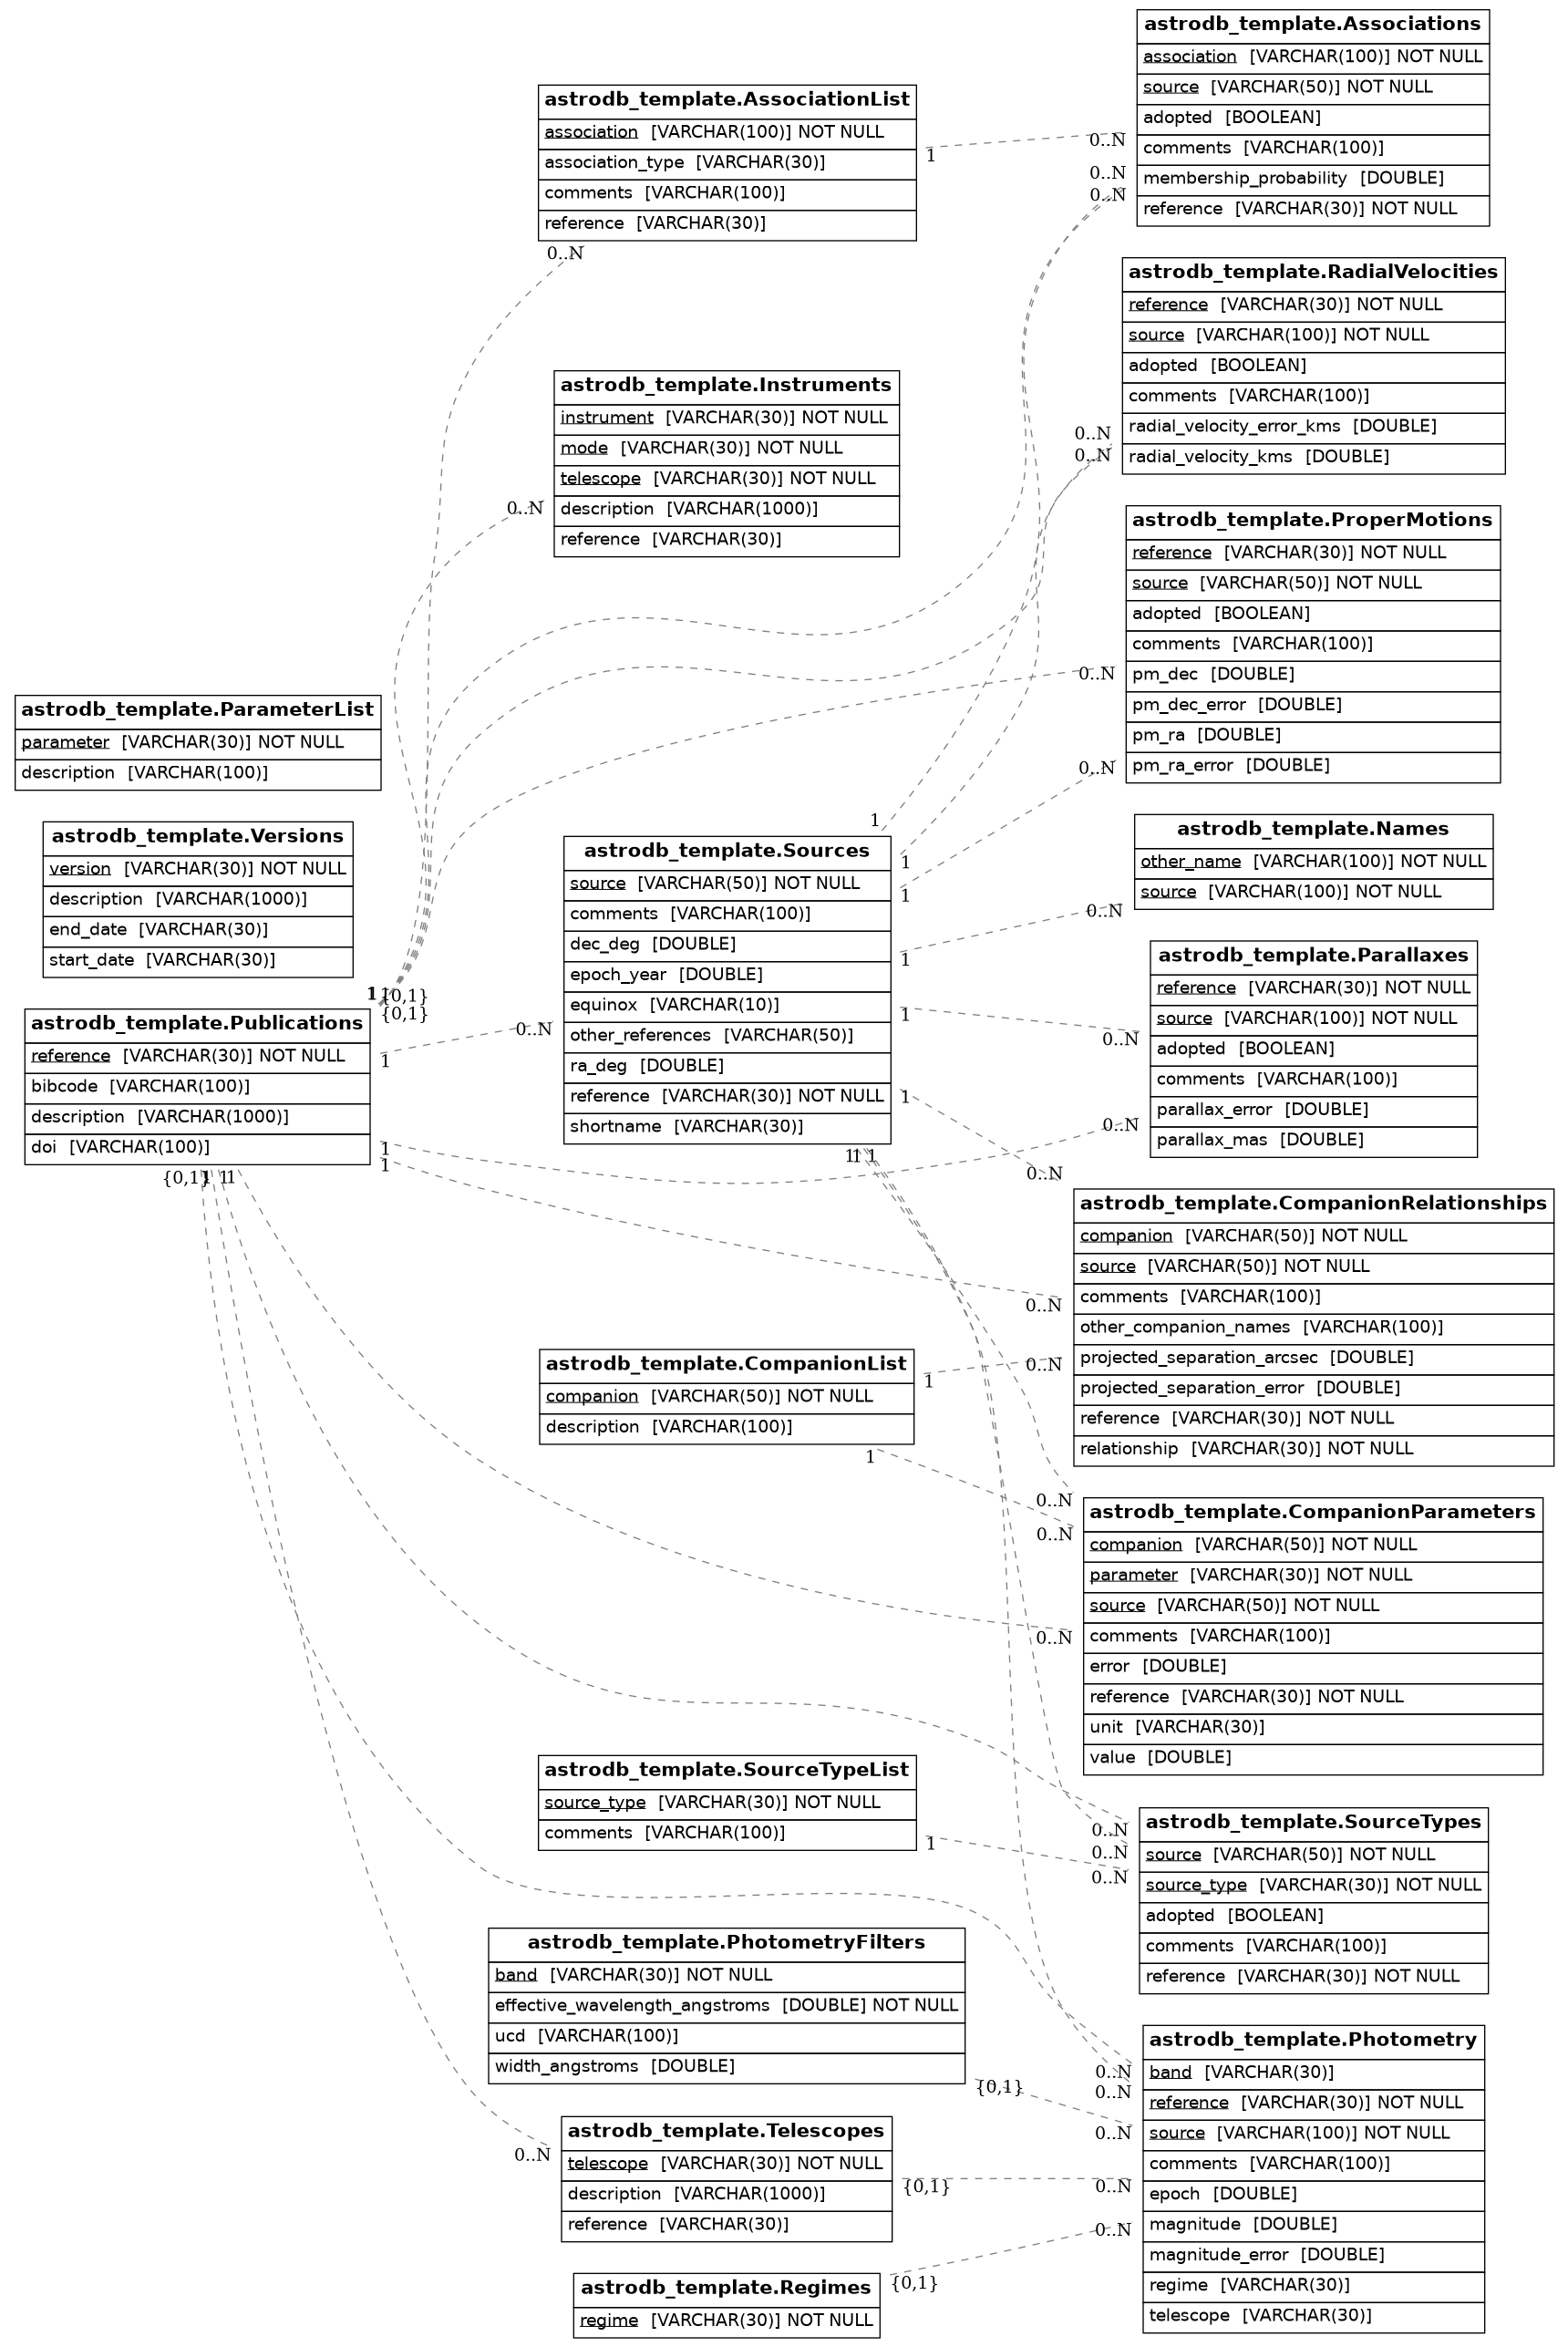 astrodb_template.Associations
association [VARCHAR(100)] NOT NULL
source [VARCHAR(50)] NOT NULL
adopted [BOOLEAN]
comments [VARCHAR(100)]
membership_probability [DOUBLE]
reference [VARCHAR(30)] NOT NULL
astrodb_template.AssociationList
association [VARCHAR(100)] NOT NULL
association_type [VARCHAR(30)]
comments [VARCHAR(100)]
reference [VARCHAR(30)]
1
0..N
0..N
0..N
0..N
astrodb_template.RadialVelocities
reference [VARCHAR(30)] NOT NULL
source [VARCHAR(100)] NOT NULL
adopted [BOOLEAN]
comments [VARCHAR(100)]
radial_velocity_error_kms [DOUBLE]
radial_velocity_kms [DOUBLE]
0..N
0..N
astrodb_template.Instruments
instrument [VARCHAR(30)] NOT NULL
mode [VARCHAR(30)] NOT NULL
telescope [VARCHAR(30)] NOT NULL
description [VARCHAR(1000)]
reference [VARCHAR(30)]
0..N
astrodb_template.ProperMotions
reference [VARCHAR(30)] NOT NULL
source [VARCHAR(50)] NOT NULL
adopted [BOOLEAN]
comments [VARCHAR(100)]
pm_dec [DOUBLE]
pm_dec_error [DOUBLE]
pm_ra [DOUBLE]
pm_ra_error [DOUBLE]
0..N
0..N
astrodb_template.ParameterList
parameter [VARCHAR(30)] NOT NULL
description [VARCHAR(100)]
astrodb_template.Versions
version [VARCHAR(30)] NOT NULL
description [VARCHAR(1000)]
end_date [VARCHAR(30)]
start_date [VARCHAR(30)]
astrodb_template.Names
other_name [VARCHAR(100)] NOT NULL
source [VARCHAR(100)] NOT NULL
0..N
astrodb_template.Sources
source [VARCHAR(50)] NOT NULL
comments [VARCHAR(100)]
dec_deg [DOUBLE]
epoch_year [DOUBLE]
equinox [VARCHAR(10)]
other_references [VARCHAR(50)]
ra_deg [DOUBLE]
reference [VARCHAR(30)] NOT NULL
shortname [VARCHAR(30)]
1
1
1
1
1
1
1
1
1
0..N
astrodb_template.Parallaxes
reference [VARCHAR(30)] NOT NULL
source [VARCHAR(100)] NOT NULL
adopted [BOOLEAN]
comments [VARCHAR(100)]
parallax_error [DOUBLE]
parallax_mas [DOUBLE]
0..N
0..N
astrodb_template.Publications
reference [VARCHAR(30)] NOT NULL
bibcode [VARCHAR(100)]
description [VARCHAR(1000)]
doi [VARCHAR(100)]
1
1
{0,1}
{0,1}
1
1
1
{0,1}
1
1
1
astrodb_template.CompanionRelationships
companion [VARCHAR(50)] NOT NULL
source [VARCHAR(50)] NOT NULL
comments [VARCHAR(100)]
other_companion_names [VARCHAR(100)]
projected_separation_arcsec [DOUBLE]
projected_separation_error [DOUBLE]
reference [VARCHAR(30)] NOT NULL
relationship [VARCHAR(30)] NOT NULL
0..N
0..N
0..N
astrodb_template.CompanionList
companion [VARCHAR(50)] NOT NULL
description [VARCHAR(100)]
1
1
astrodb_template.CompanionParameters
companion [VARCHAR(50)] NOT NULL
parameter [VARCHAR(30)] NOT NULL
source [VARCHAR(50)] NOT NULL
comments [VARCHAR(100)]
error [DOUBLE]
reference [VARCHAR(30)] NOT NULL
unit [VARCHAR(30)]
value [DOUBLE]
0..N
0..N
0..N
astrodb_template.SourceTypeList
source_type [VARCHAR(30)] NOT NULL
comments [VARCHAR(100)]
1
astrodb_template.SourceTypes
source [VARCHAR(50)] NOT NULL
source_type [VARCHAR(30)] NOT NULL
adopted [BOOLEAN]
comments [VARCHAR(100)]
reference [VARCHAR(30)] NOT NULL
0..N
0..N
0..N
astrodb_template.PhotometryFilters
band [VARCHAR(30)] NOT NULL
effective_wavelength_angstroms [DOUBLE] NOT NULL
ucd [VARCHAR(100)]
width_angstroms [DOUBLE]
{0,1}
astrodb_template.Photometry
band [VARCHAR(30)]
reference [VARCHAR(30)] NOT NULL
source [VARCHAR(100)] NOT NULL
comments [VARCHAR(100)]
epoch [DOUBLE]
magnitude [DOUBLE]
magnitude_error [DOUBLE]
regime [VARCHAR(30)]
telescope [VARCHAR(30)]
0..N
0..N
0..N
0..N
0..N
astrodb_template.Telescopes
telescope [VARCHAR(30)] NOT NULL
description [VARCHAR(1000)]
reference [VARCHAR(30)]
0..N
{0,1}
astrodb_template.Regimes
regime [VARCHAR(30)] NOT NULL
{0,1}